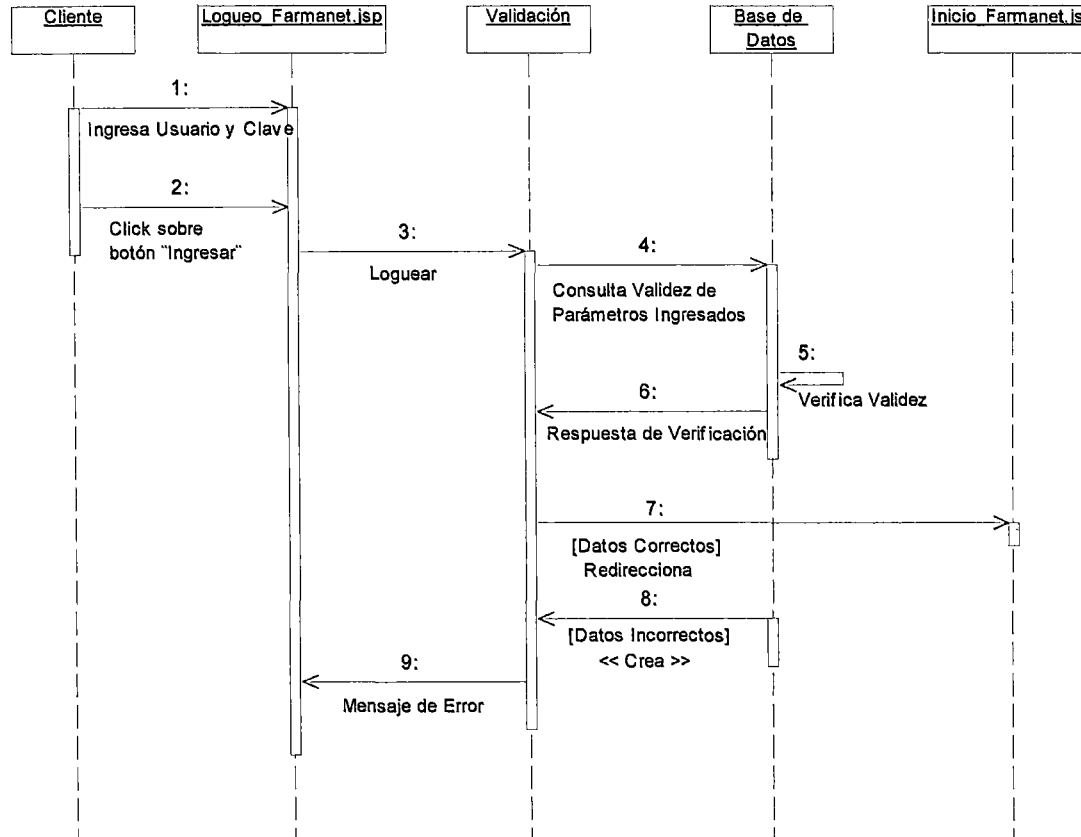 Cliente
Logueo_Farmanet.jsp
Validación
Base de
Datos
Inicio_Farmanet.js
1:
Ingresa Usuario y Clave
2:
Click sobre
botón "Ingresar"
3:
Loguear
4:
Consulta Validez de
Parámetros Ingresados
5:
Verifica Validez
6:
Respuesta de Verificación
7:
[Datos Correctos]
Redirecciona
8:
[Datos Incorrectos]
<< Crea >>
9:
Mensaje de Error